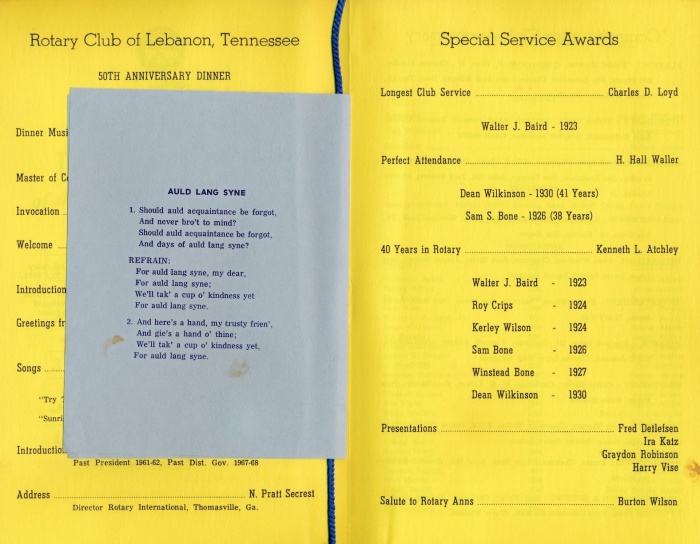 Rotary Club of Lebanon, Tennessee
50TH ANNIVERSARY DINNER
Dinner
Master of
Invocation
Welcome
Introduction
Greetings
Songs
"Try
Past President 1961-62, Past Dist. Gov. 1967-68
Address N. Pratt Secrest
Director Rotary International, Thomasville, Ga.
AULD LANG SYNE
1. Should auld acquaintance be forgot,
And never bro't to mind?
Should auld acquaintance be forgot,
And days of auld lang syne?
REFRAIN:
For auld lang syne, my dear,
For auld lang syne;
We'll tak' a cup o' kindness yet
For auld lang syne.
2. And here's a hand, my trusty frien',
And gie's a hand o' thine;
We'll tak' a cup o' kindness yet,
For auld lang syne.
Special Service Awards
Longest Club Service Charles D. Loyd
Walter J. Baird - 1923
Perfect Attendance H. Hall Waller
Dean Wilkinson - 1930 (41 Years)
Sam S. Bone - 1926 (38 Years)
40 Years in Rotary Kenneth L. Atchley
Walter J. Baird - 1923
Roy Crips - 1924
Kerley Wilson - 1924
Sam Bone - 1926
Winstead Bone - 1927
Dean Wilkinson - 1930
Presentations Fred Detlefsen
Ira Katz
Graydon Robinson
Harry Vise
Salute to Rotary Anns Burton Wilson